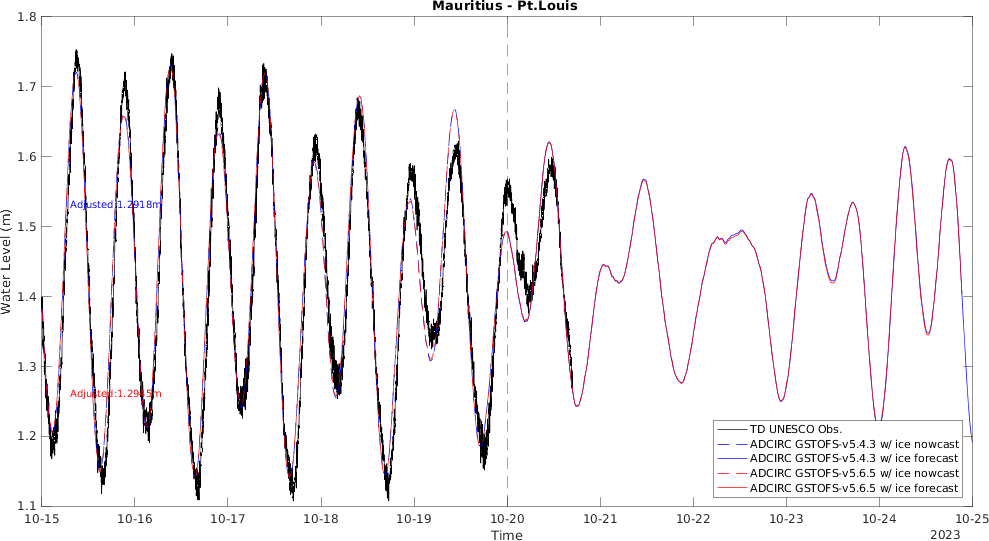 Mauritius - Pt.Louis
1.8
1.7
1.6
1.5
1.4
1.3
1.2
1.1
Water Level (m)
Adjusted:1.2918m
Adjusted:1.2915m
TD UNESCO Obs.
ADCIRC GSTOFS-v5.4.3 w/ ice nowcast
ADCIRC GSTOFS-v5.4.3 w/ ice forecast
ADCIRC GSTOFS-v5.6.5 w/ ice nowcast
ADCIRC GSTOFS-v5.6.5 w/ ice forecast
10-15 10-16 10-17 10-18 10-19 10-20 10-21 10-22 10-23 10-24 10-25
Time
2023